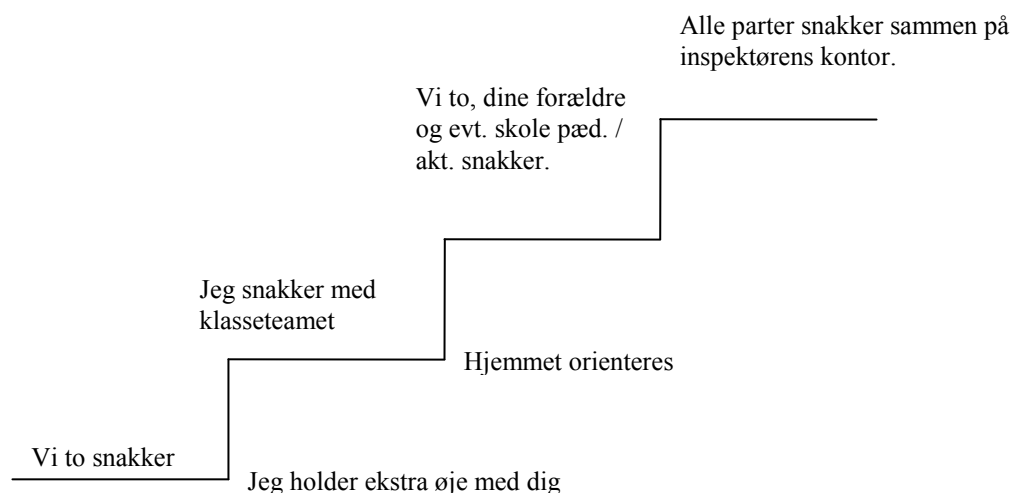 Alle parter snakker sammen på
inspektørens kontor.
Vi to, dine forældre
og evt. skole pæd. /
akt. snakker.
Jeg snakker med
klasseteamet
Hjemmet orienteres
Vi to snakker
Jeg holder ekstra øje med dig